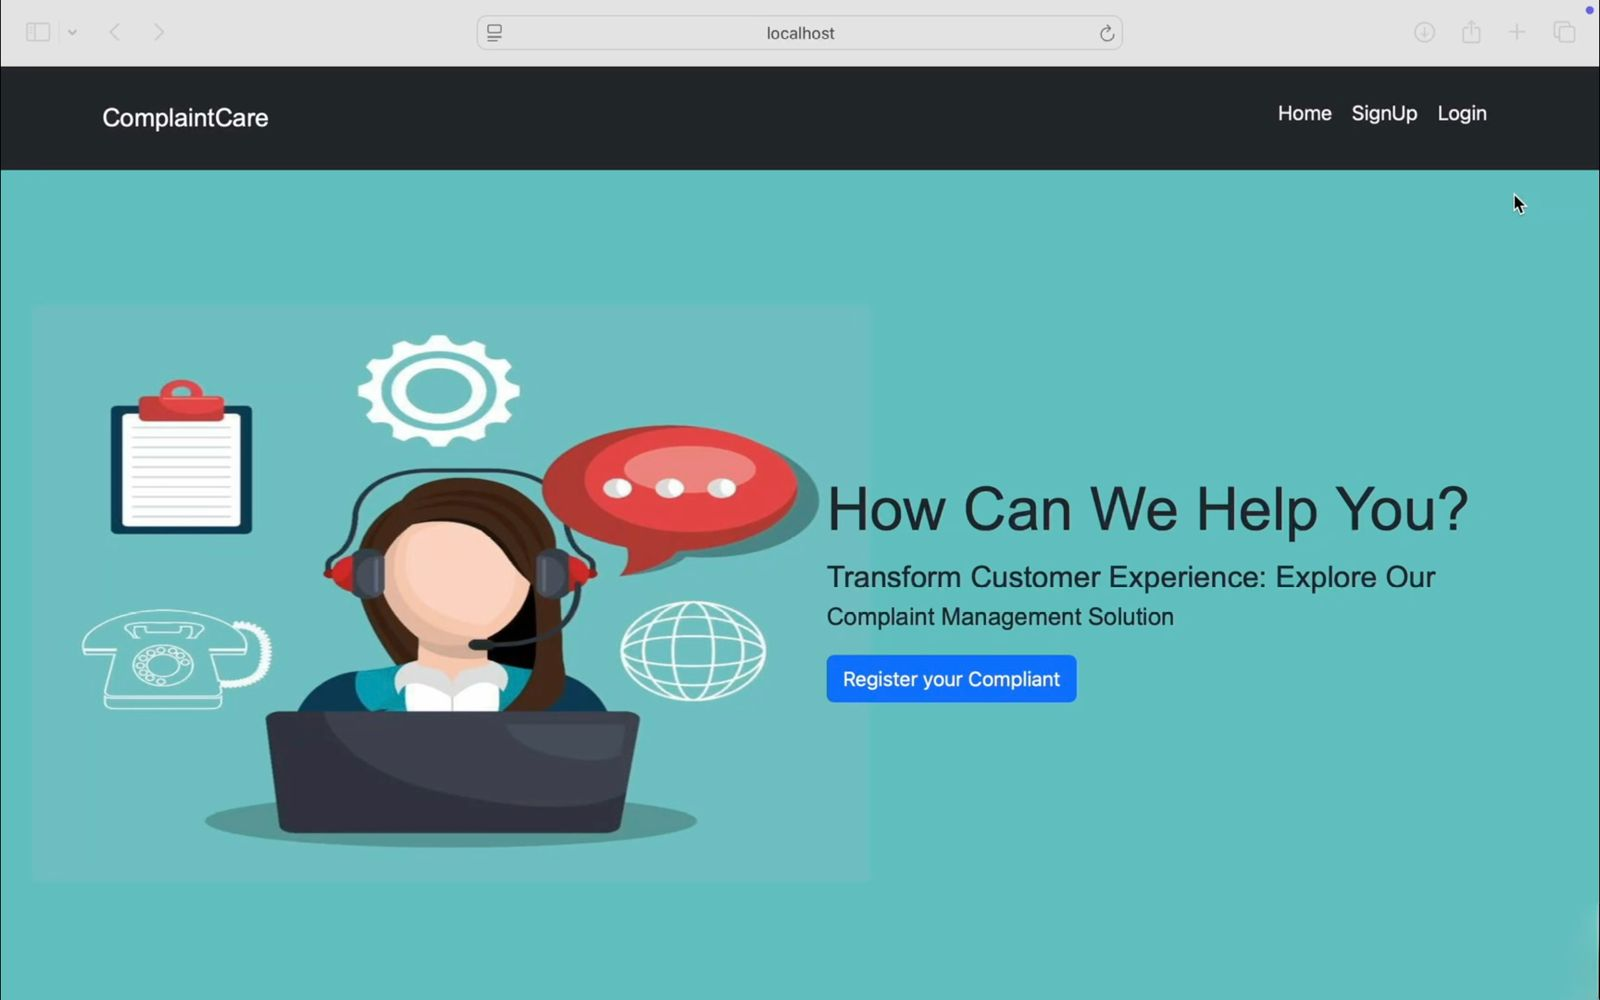 localhost
ComplaintCare
Home SignUp Login
How Can We Help You?
Transform Customer Experience: Explore Our
Complaint Management Solution
Register your Compliant